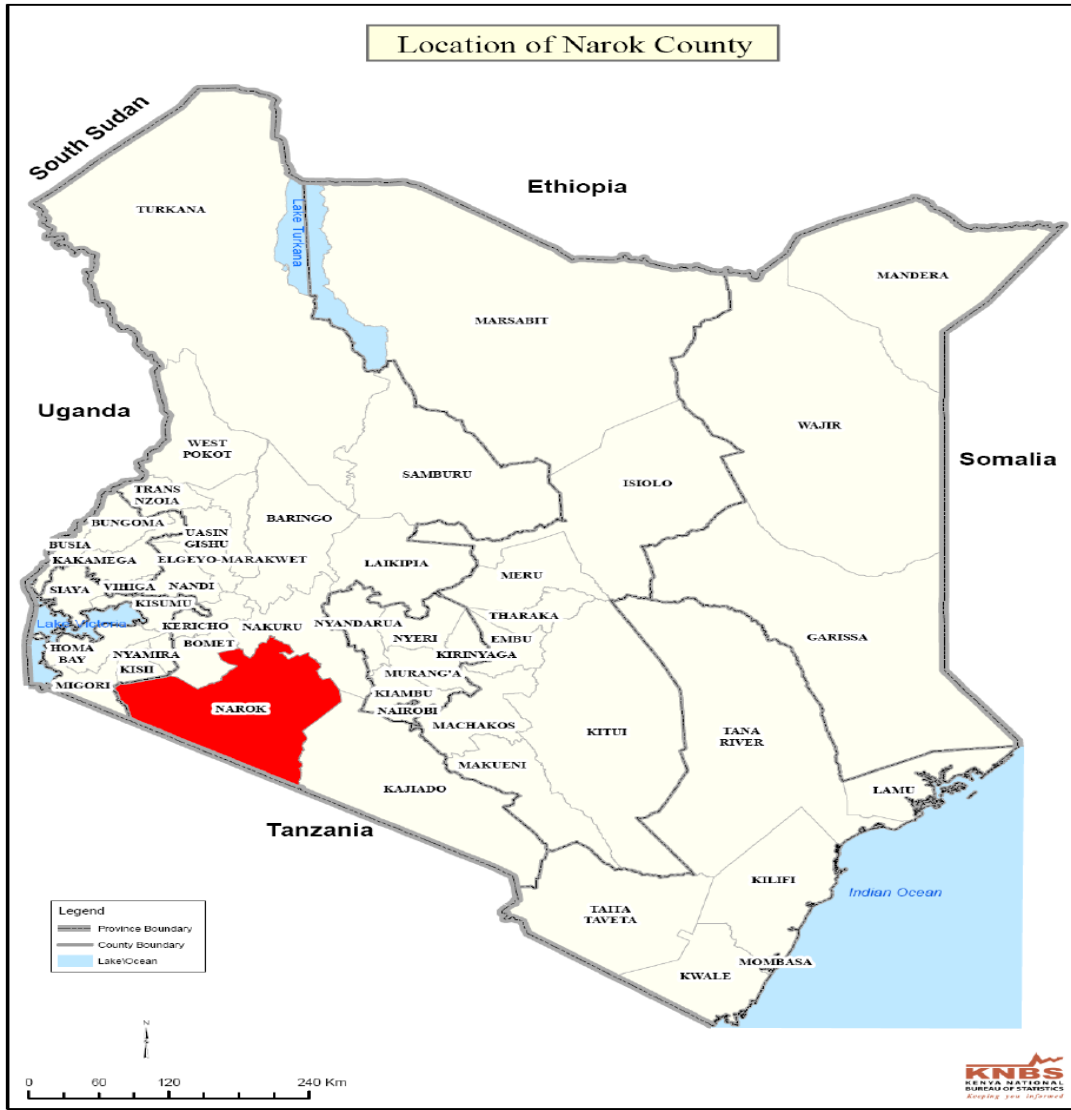 Location of Narok County
South Sudan
Ethiopia
TURKANA
Lake Turkana
MANDERA
MARSABIT
Uganda
WAJIR
WEST
POKOT
SAMBURU
Somalia
ISIOLO
TRANS
NZOIA
BARINGO
BUNGOMA
UASIN
GISHU
BUSIA
KAKAMEGA
ELGEYO-MARAKWET
LAIKIPIA
MERU
SIAYA
VIHIGA
NANDI
KISUMU
THARAKA
Lake Victoria
KERICHO
NAKURU
NYANDARUA
NYERI
EMBU
GARISSA
HOMA
BAY
NYAMIRA
BOMET
KIRINYAGA
KISII
MURANG'A
MIGORI
KIAMBU
NAROK
NAIROBI
MACHAKOS
KITUI
TANA
RIVER
MAKUENI
KAJIADO
LAMU
Tanzania
KILIFI
Indian Ocean
TAITA
TAVETA
MOMBASA
KWALE
Legend
Province Boundary
County Boundary
Lake\Ocean
N
0 60 120 240 Km
KNBS
KENYA NATIONAL
BUREAU OF STATISTICS
Keeping you informed